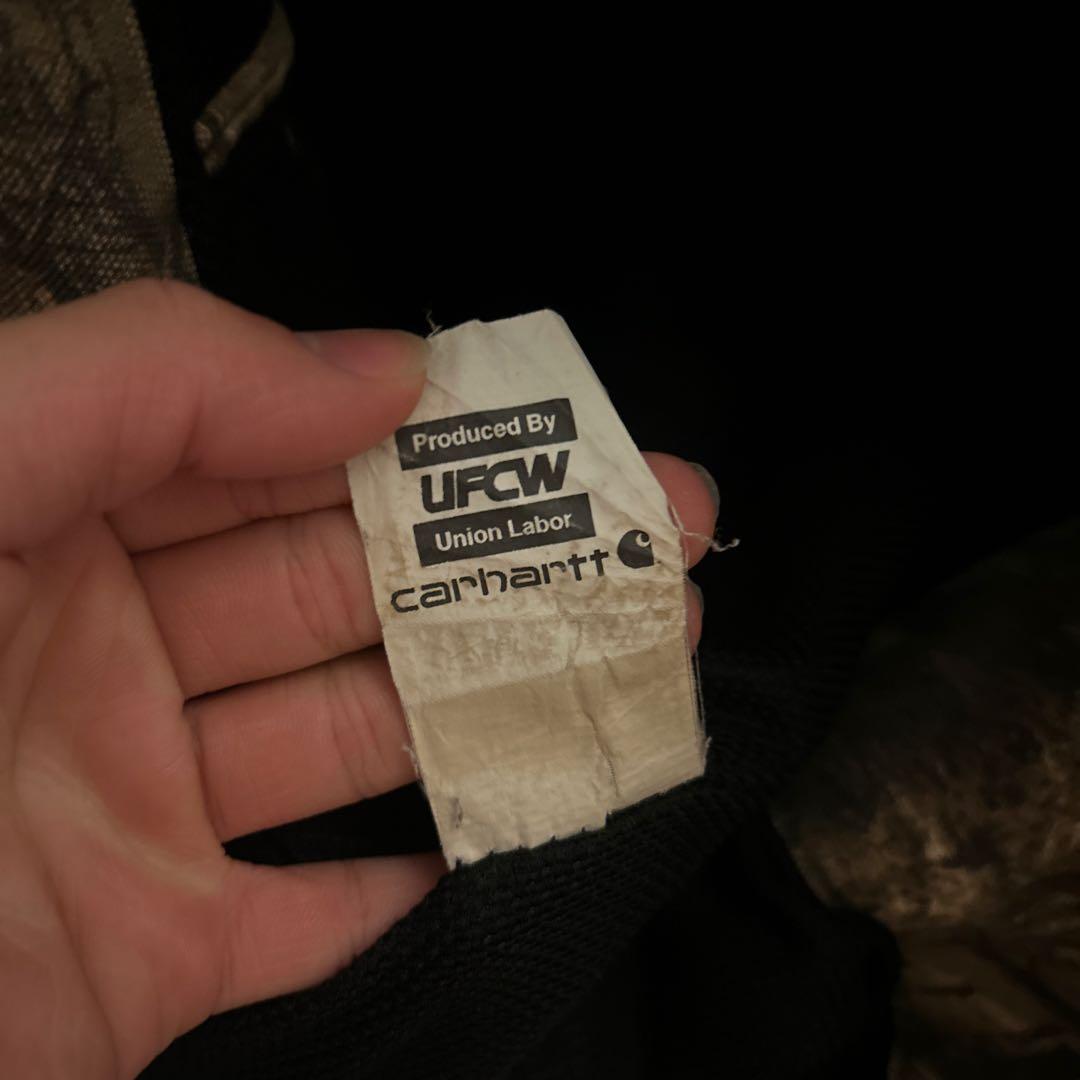 Produced By
UFCW
Union Labor
carhartt